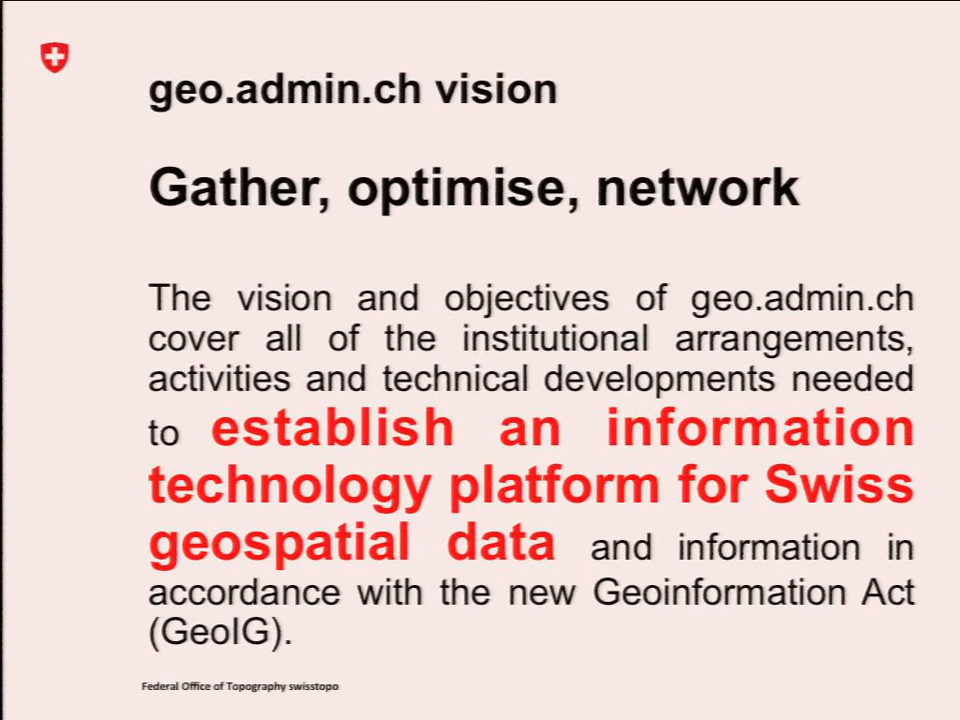 geo.admin.ch vision
Gather, optimise, network
The vision and objectives of geo.admin.ch
cover all of the institutional arrangements,
activities and technical developments needed
to establish an information
technology platform for Swiss
geospatial data and information in
accordance with the new Geoinformation Act
(GeoIG).
Federal Office of Topography swisstopo